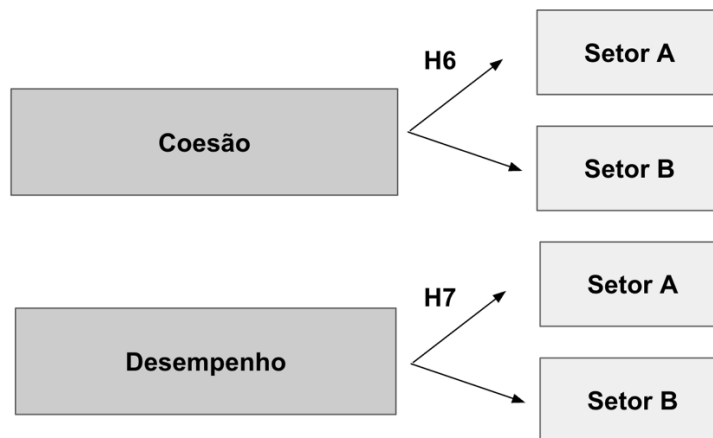 H6
Setor A
Coesão
Setor B
Setor A
H7
Desempenho
Setor B